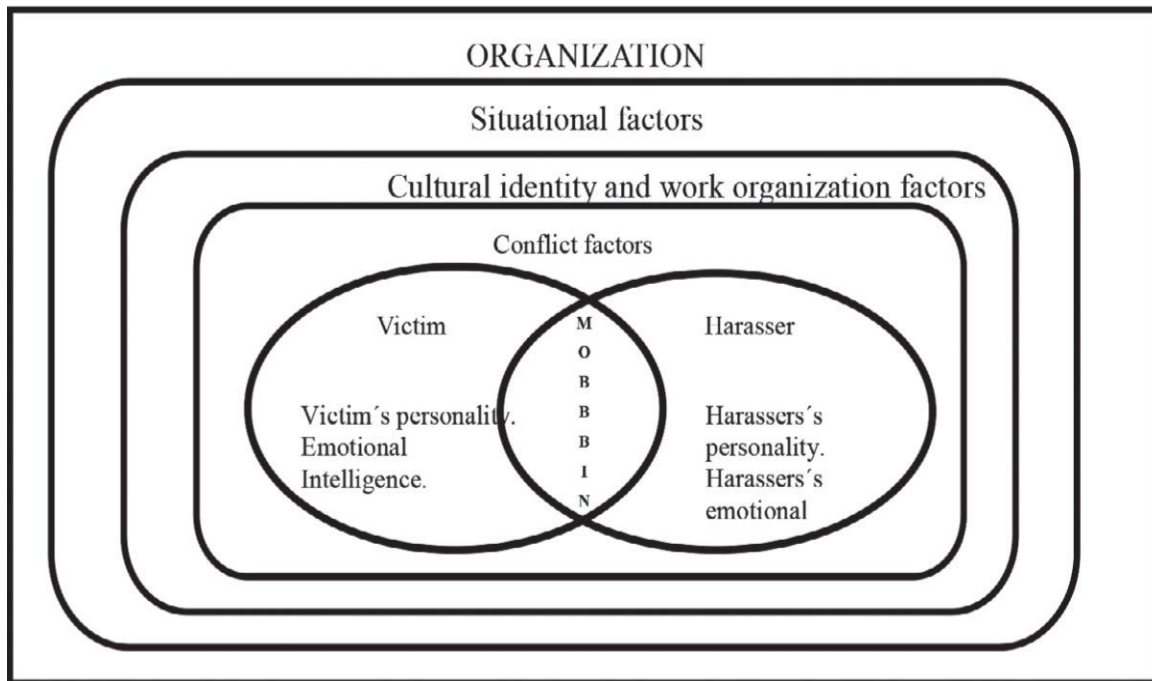 ORGANIZATION
Situational factors
Cultural identity and work organization factors
Conflict factors
Victim
Harasser
M
O
B
B
B
I
N
Victim´s personality.
Emotional
Intelligence.
Harassers´s
personality.
Harassers´s
emotional